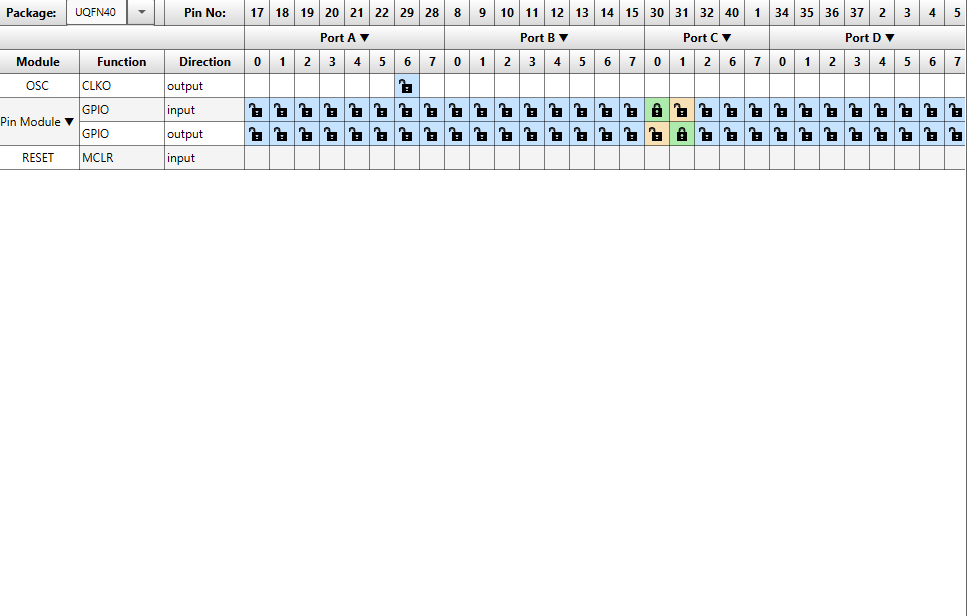 Package: UQFN40 Pin No: 17 18 19 20 21 22 29 28 8 9 10 11 12 13 14 15 30 31 32 40 1 34 35 36 37 2 3 4 5
Port A ▼ Port B ▼ Port C ▼ Port D ▼
Module Function Direction 0 1 2 3 4 5 6 7 0 1 2 3 4 5 6 7 0 1 2 6 7 0 1 2 3 4 5 6 7
OSC CLKO output
Pin Module ▼ GPIO input
GPIO output
RESET MCLR input